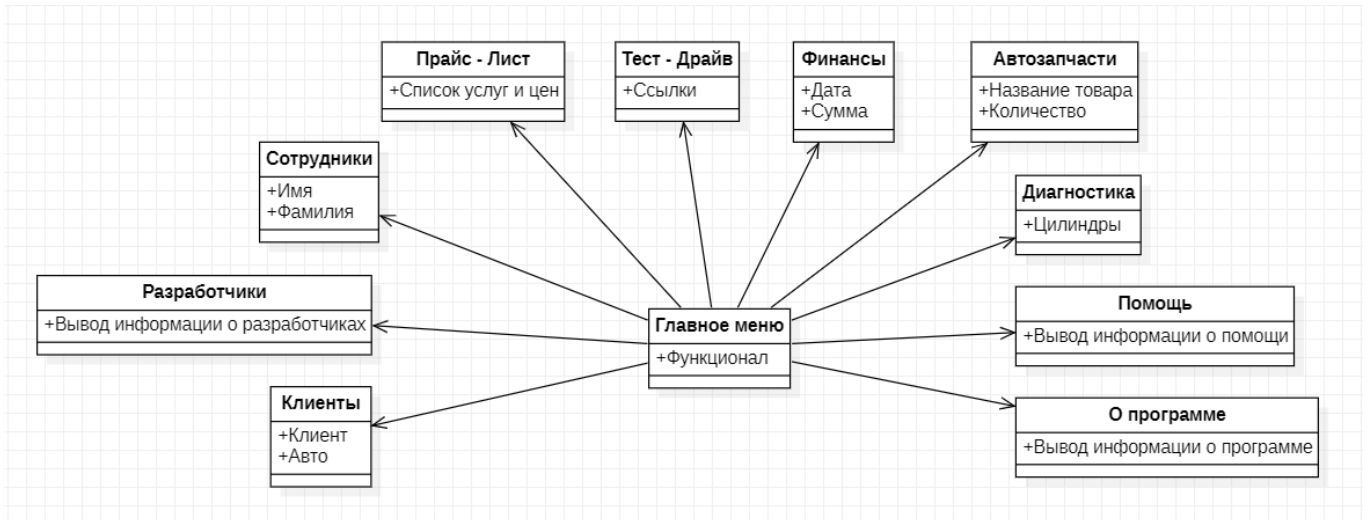 Прайс - Лист
+Список услуг и цен
Тест - Драйв
+Ссылки
Финансы
+Дата
+Сумма
Автозапчасти
+Название товара
+Количество
Сотрудники
+Имя
+Фамилия
Диагностика
+Цилиндры
Разработчики
+Вывод информации о разработчиках
Главное меню
+Функционал
Помощь
+Вывод информации о помощи
Клиенты
+Клиент
+Авто
О программе
+Вывод информации о программе